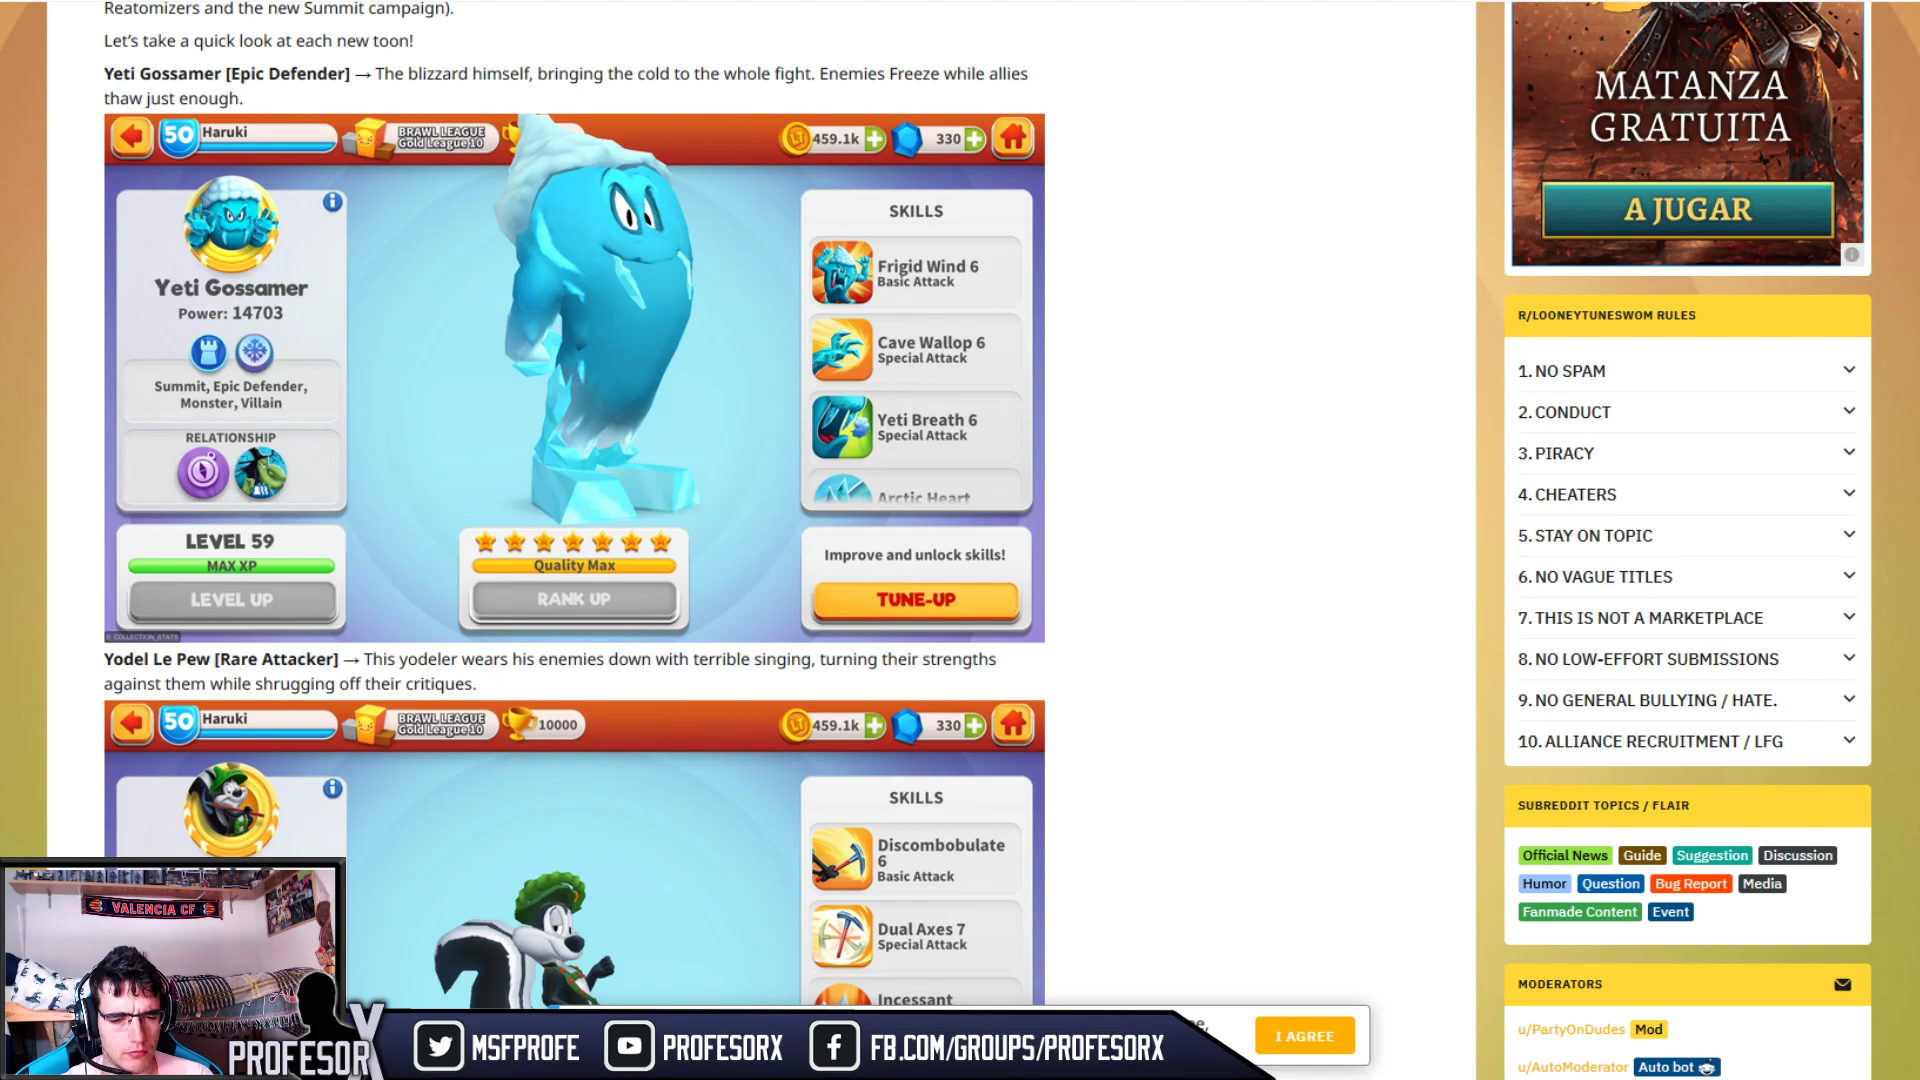 Reatomizers and the new Summit campaign).
Let's take a quick look at each new toon!
Yeti Gossamer [Epic Defender] → The blizzard himself, bringing the cold to the whole fight. Enemies Freeze while allies
thaw just enough.
50 Haruki
BRAWL LEAGUE
Gold League 10
459.1k
330
Yeti Gossamer
Power: 14703
Summit, Epic Defender,
Monster, Villain
RELATIONSHIP
LEVEL 59
MAX XP
LEVEL UP
Quality Max
RANK UP
SKILLS
Frigid Wind 6
Basic Attack
Cave Wallop 6
Special Attack
Yeti Breath 6
Special Attack
Arctic Heart
Improve and unlock skills!
TUNE-UP
COLLECTION_STATS
Yodel Le Pew [Rare Attacker] → This yodeler wears his enemies down with terrible singing, turning their strengths
against them while shrugging off their critiques.
50 Haruki
BRAWL LEAGUE
Gold League 10
10000
459.1k
330
SKILLS
Discombobulate
6
Basic Attack
Dual Axes 7
Special Attack
Incessant
VALENCIA CF
PROFESOR X
MSFPROFE
PROFESORX
FB.COM/GROUPS/PROFESORX
I AGREE
MATANZA
GRATUITA
A JUGAR
R/LOONEYTUNESWOM RULES
1. NO SPAM
2. CONDUCT
3. PIRACY
4. CHEATERS
5. STAY ON TOPIC
6. NO VAGUE TITLES
7. THIS IS NOT A MARKETPLACE
8. NO LOW-EFFORT SUBMISSIONS
9. NO GENERAL BULLYING / HATE.
10. ALLIANCE RECRUITMENT / LFG
SUBREDDIT TOPICS / FLAIR
Official News Guide Suggestion Discussion
Humor Question Bug Report Media
Fanmade Content Event
MODERATORS
u/PartyOnDudes Mod
u/AutoModerator Auto bot